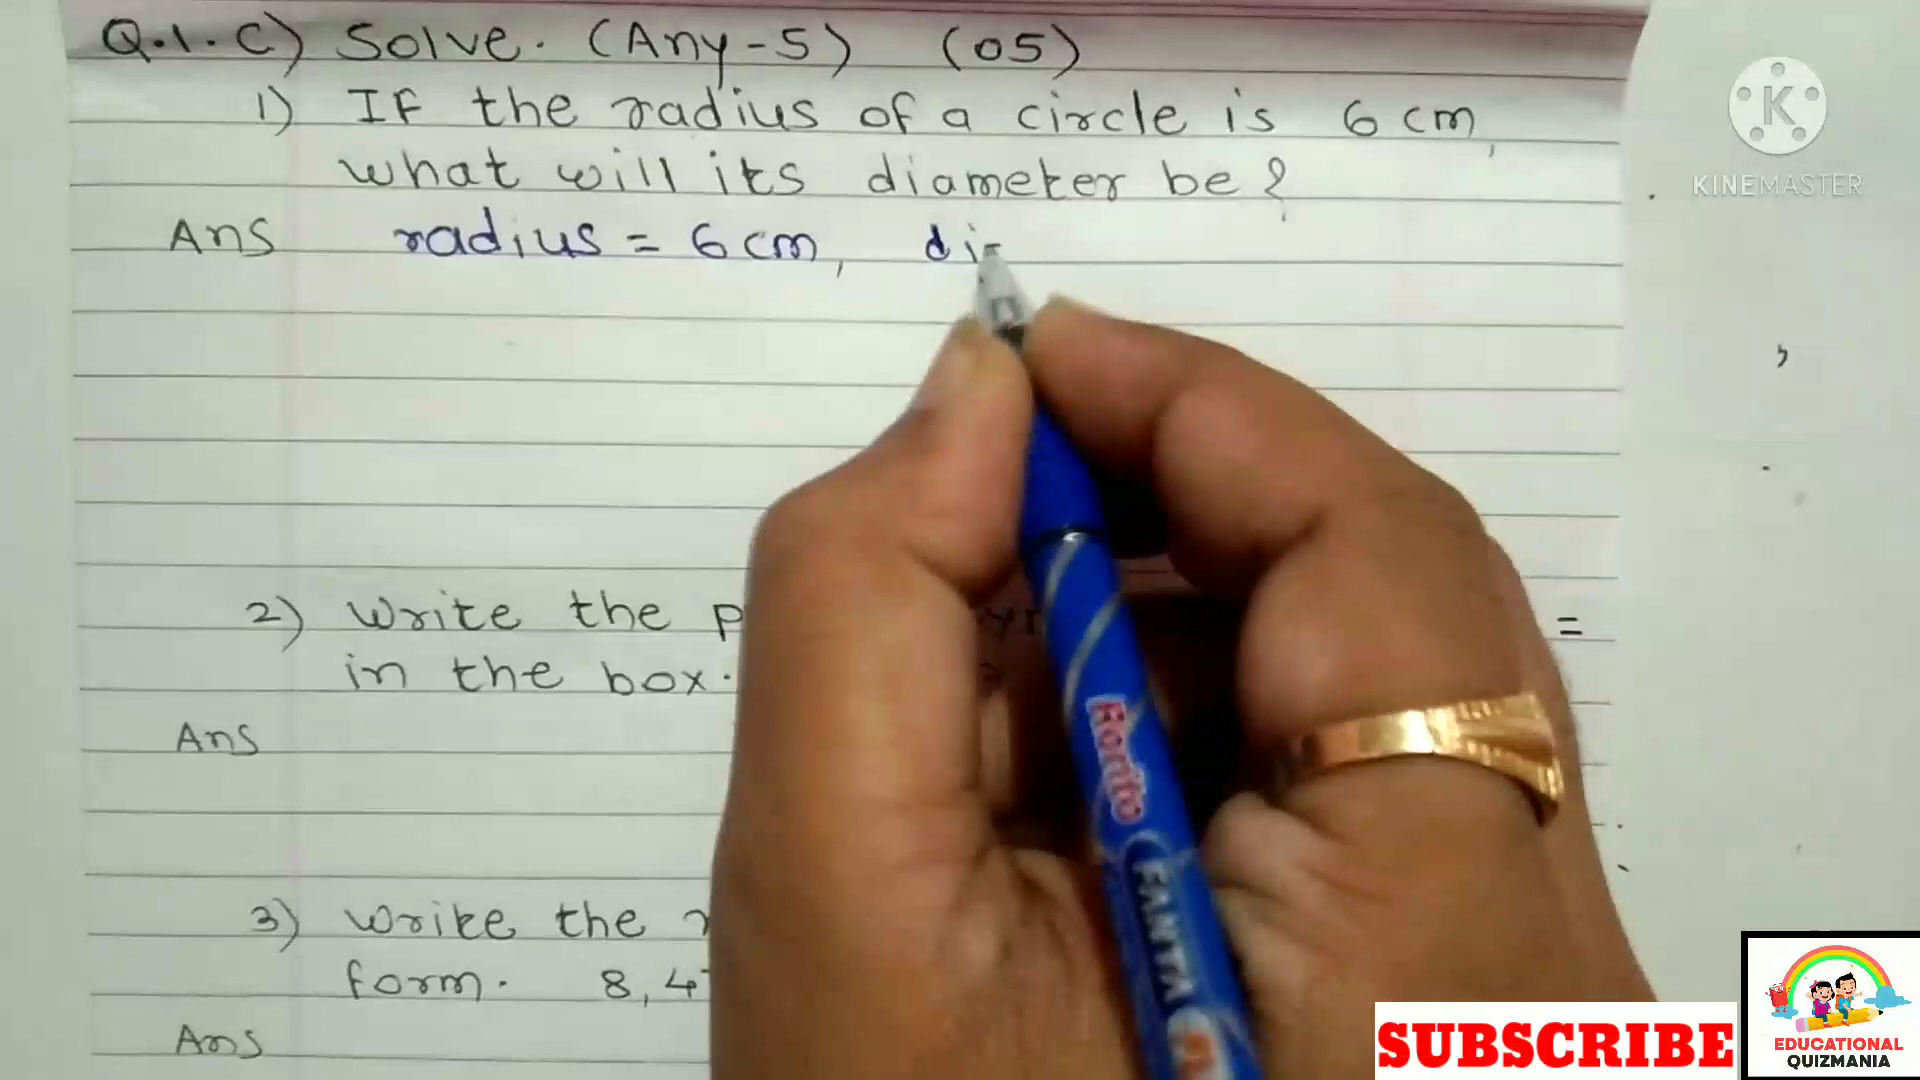 Q.1.C) Solve. (Any-5) (05)
1) IF the radius of a circle is 6 cm,
what will its diameter be?
Ans radius = 6 cm, di
2) Write the =
in the box.
Ans
3) Write the
form. 8,4
Ans
KINEMASTER
Bonito
FANTA
SUBSCRIBE
EDUCATIONAL
QUIZMANIA